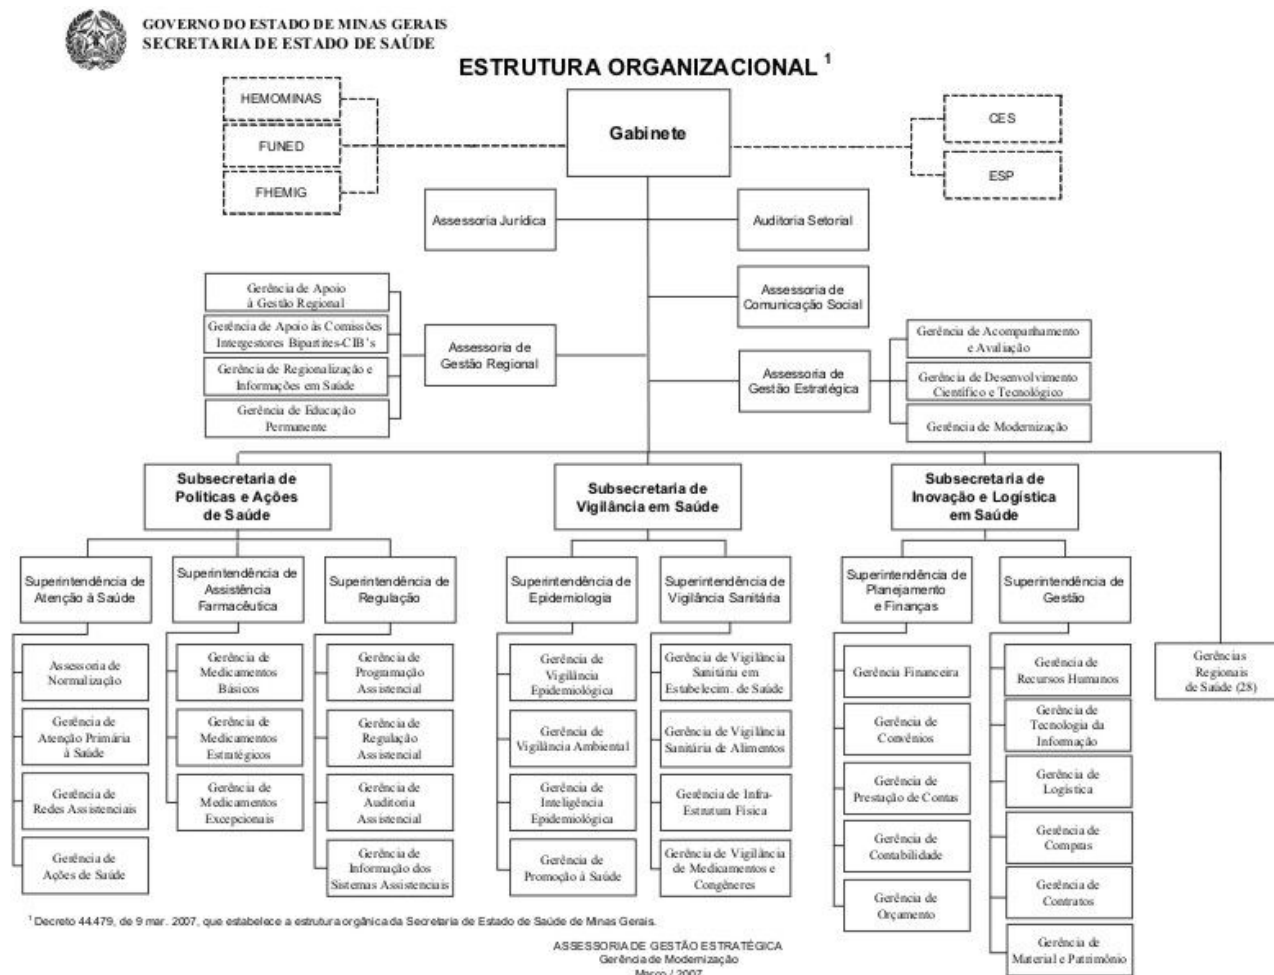 GOVERNO DO ESTADO DE MINAS GERAIS
SECRETARIA DE ESTADO DE SAÚDE
ESTRUTURA ORGANIZACIONAL 1
HEMOMINAS
FUNED
FHEMIG
Gabinete
CES
ESP
Assessoria Jurídica
Auditoria Setorial
Assessoria de
Comunicação Social
Gerência de Apoio
à Gestão Regional
Gerência de Apoio às Comissões
Intergestores Bipartites-CIB's
Gerência de Regionalização e
Informações em Saúde
Gerência de Educação
Permanente
Assessoria de
Gestão Regional
Assessoria de
Gestão Estratégica
Gerência de Acompanhamento
e Avaliação
Gerência de Desenvolvimento
Científico e Tecnológico
Gerência de Modernização
Subsecretaria de
Políticas e Ações
de Saúde
Subsecretaria de
Vigilância em Saúde
Subsecretaria de
Inovação e Logística
em Saúde
Superintendência de
Atenção à Saúde
Superintendência de
Assistência
Farmacêutica
Superintendência de
Regulação
Superintendência de
Epidemiologia
Superintendência de
Vigilância Sanitária
Superintendência de
Planejamento
e Finanças
Superintendência de
Gestão
Assessoria de
Normalização
Gerência de
Atenção Primária
à Saúde
Gerência de
Redes Assistenciais
Gerência de
Ações de Saúde
Gerência de
Medicamentos
Básicos
Gerência de
Medicamentos
Estratégicos
Gerência de
Medicamentos
Excepcionais
Gerência de
Programação
Assistencial
Gerência de
Regulação
Assistencial
Gerência de
Auditoria
Assistencial
Gerência de
Informação dos
Sistemas Assistenciais
Gerência de
Vigilância
Epidemiológica
Gerência de
Vigilância Ambiental
Gerência de
Inteligência
Epidemiológica
Gerência de
Promoção à Saúde
Gerência de Vigilância
Sanitária em
Estabelecim. de Saúde
Gerência de Vigilância
Sanitária de Alimentos
Gerência de Infra-
Estrutura Física
Gerência de Vigilância
de Medicamentos e
Congêneres
Gerência Financeira
Gerência de
Convênios
Gerência de
Prestação de Contas
Gerência de
Contabilidade
Gerência de
Orçamento
Gerência de
Recursos Humanos
Gerência de
Tecnologia da
Informação
Gerência de
Logística
Gerência de
Compras
Gerência de
Contratos
Gerência de
Material e Patrimônio
Gerências
Regionais
de Saúde (28)
1 Decreto 44.479, de 9 mar. 2007, que estabelece a estrutura orgânica da Secretaria de Estado de Saúde de Minas Gerais.
ASSESSORIA DE GESTÃO ESTRATÉGICA
Gerência de Modernização
Março / 2007